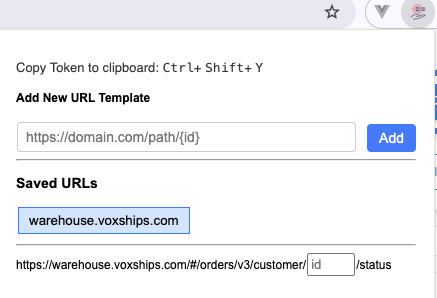 Copy Token to clipboard: Ctrl+ Shift+ Y
Add New URL Template
https://domain.com/path/{id}
Add
Saved URLs
warehouse.voxships.com
https://warehouse.voxships.com/#/orders/v3/customer/ id /status